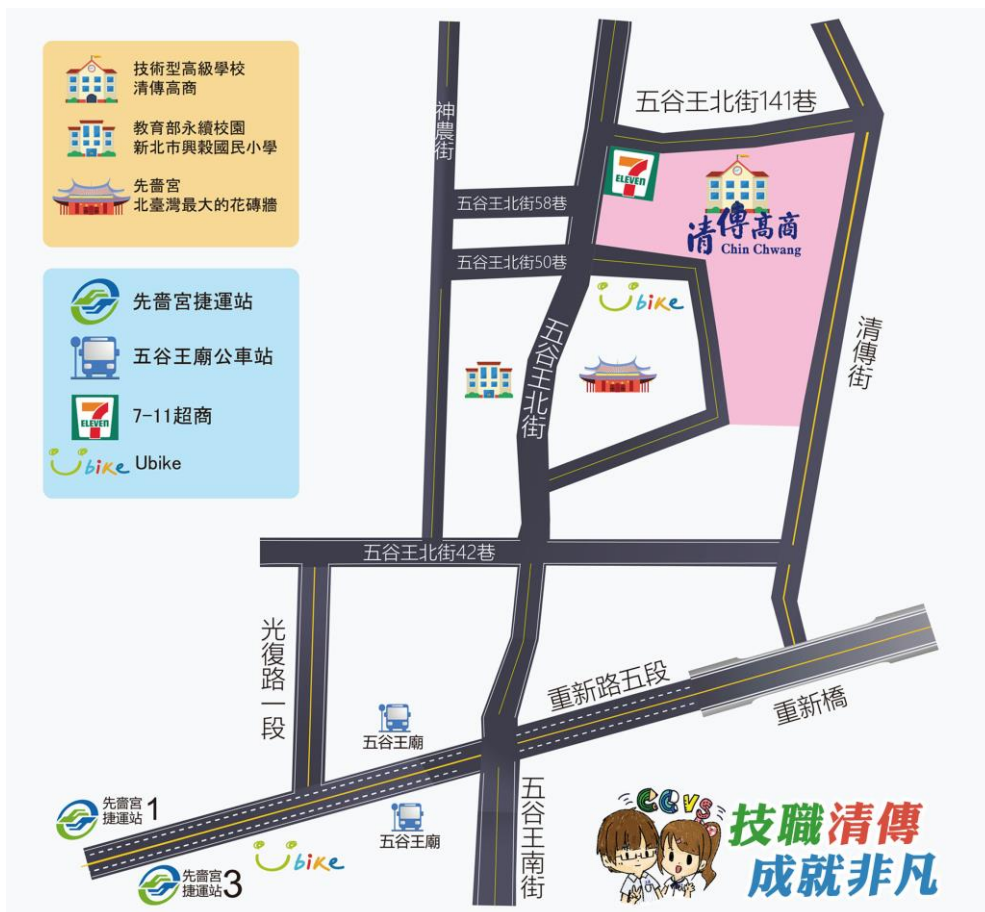 技術型高級學校
清傳高商
教育部永續校園
新北市興穀國民小學
先嗇宮
北臺灣最大的花磚牆
先嗇宮捷運站
五谷王廟公車站
7-11超商
Ubike
7
ELEVEN
Ubike
神農街
五谷王北街141巷
7
ELEVEN
清傳高商
Chin Chwang
五谷王北街58巷
五谷王北街50巷
Ubike
五谷王北街
清傳街
五谷王北街42巷
光復路一段
重新路五段
重新橋
五谷王廟
五谷王廟
五谷王南街
先嗇宮
捷運站 1
先嗇宮
捷運站 3
Ubike
CCVS
技職清傳
成就非凡